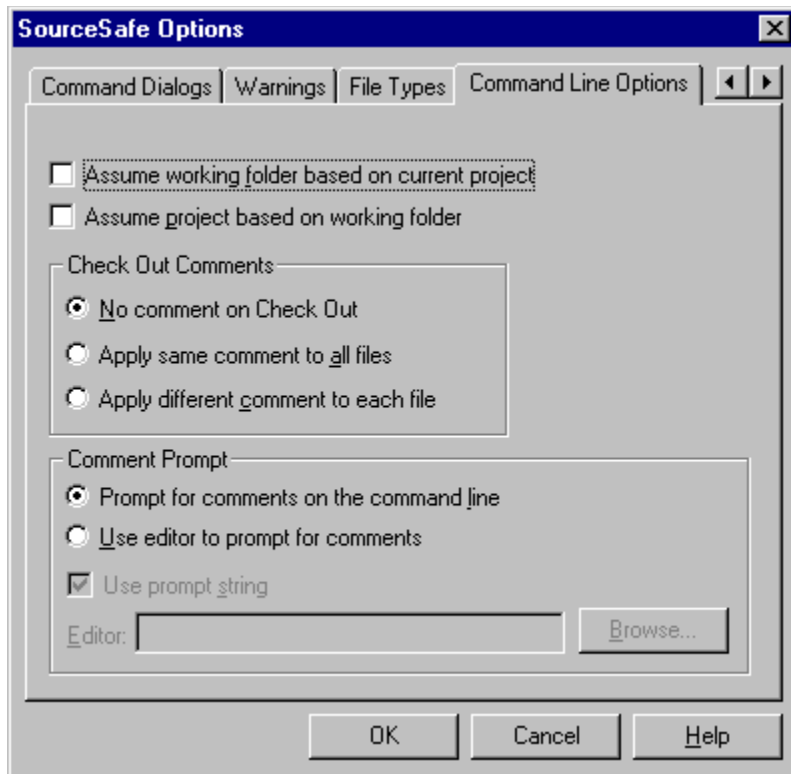 SourceSafe Options
Command Dialogs Warnings File Types Command Line Options
Assume working folder based on current project
Assume project based on working folder
Check Out Comments
No comment on Check Out
Apply same comment to all files
Apply different comment to each file
Comment Prompt
Prompt for comments on the command line
Use editor to prompt for comments
Use prompt string
Editor: Browse...
OK Cancel Help